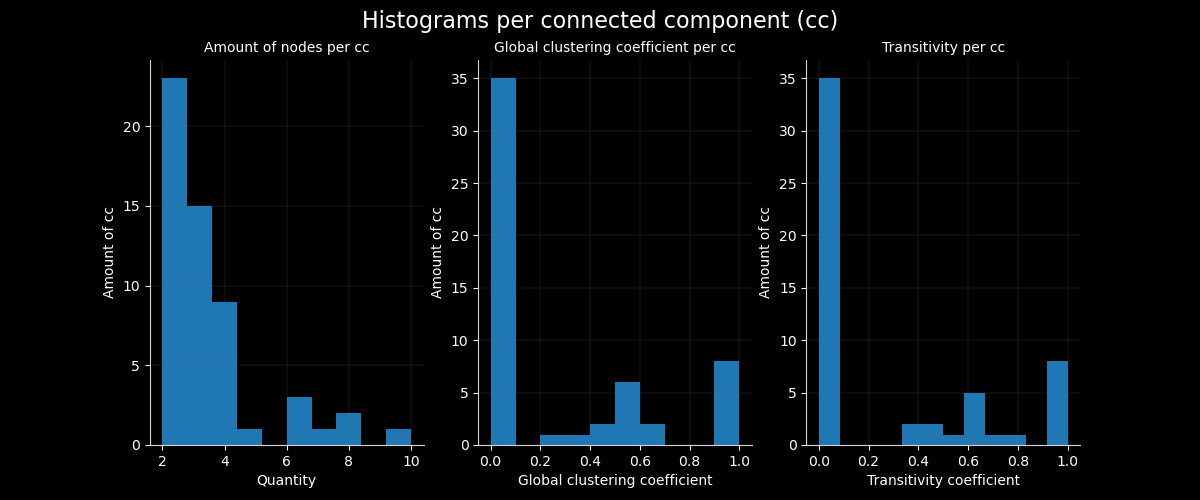 Histograms per connected component (cc)
Amount of nodes per cc
Global clustering coefficient per cc
Transitivity per cc
Amount of cc
20
15
10
5
0
2 4 6 8 10
Quantity
Amount of cc
35
30
25
20
15
10
5
0
0.0 0.2 0.4 0.6 0.8 1.0
Global clustering coefficient
Amount of cc
35
30
25
20
15
10
5
0
0.0 0.2 0.4 0.6 0.8 1.0
Transitivity coefficient